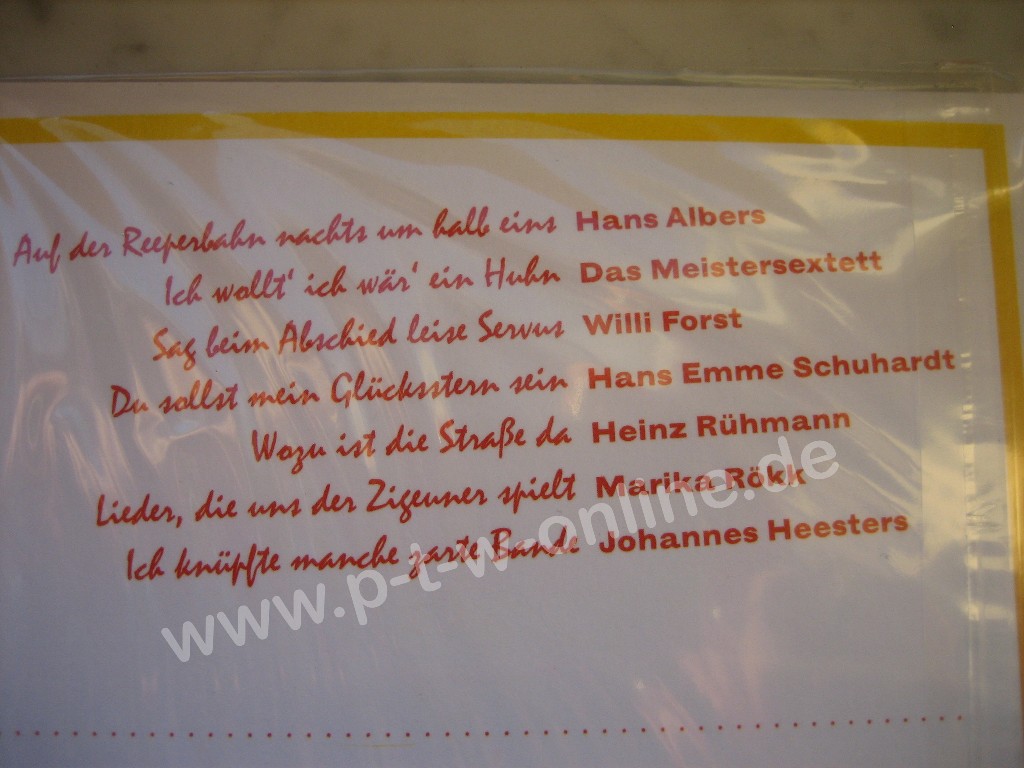 Auf der Reeperbahn nachts um halb eins Hans Albers
Ich wollt' ich wär' ein Huhn Das Meistersextett
Sag beim Abschied leise Servus Willi Forst
Du sollst mein Glücksstern sein Hans Emme Schuhardt
Wozu ist die Straße da Heinz Rühmann
Lieder, die uns der Zigeuner spielt Marika Rökk
Ich knüpfte manche zarte Bande Johannes Heesters
www.p-t-w-online.de